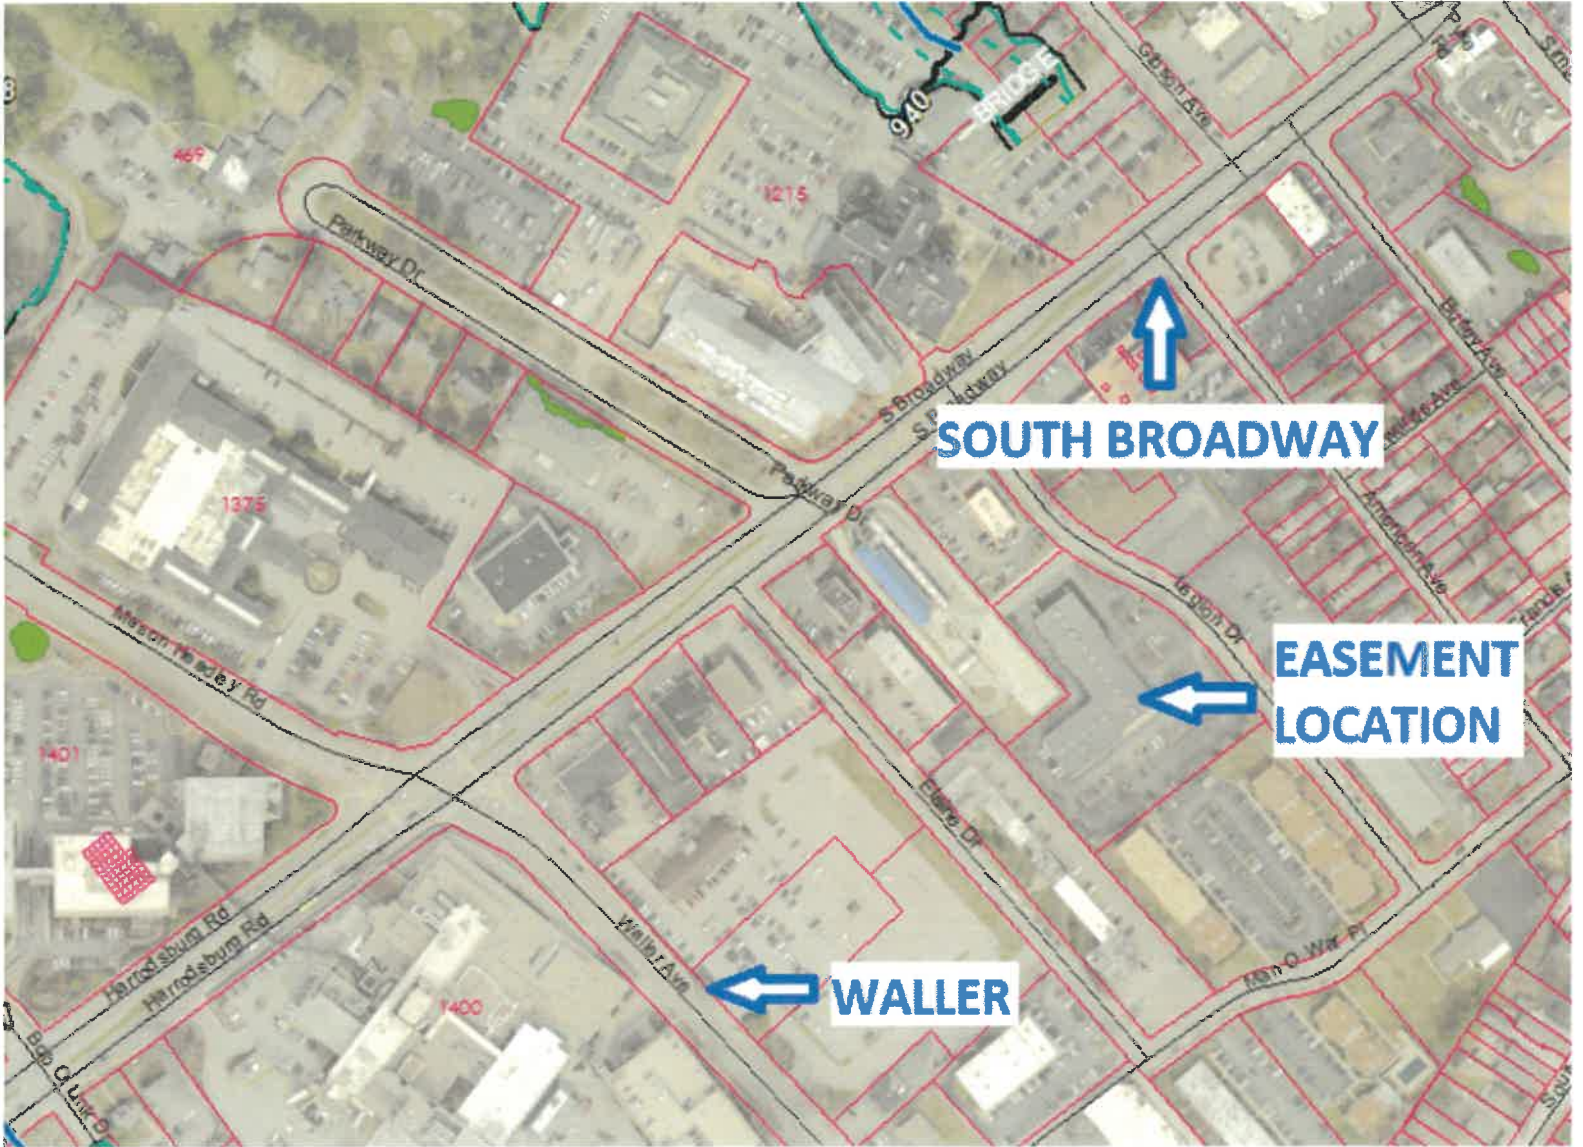 Gibson Ave
940
BRIDGE
469
1215
Parkway Dr
Burley Ave
S Broadway
S Broadway
SOUTH BROADWAY
Parkway Dr
American Ave
1375
Legion Dr
EASEMENT
LOCATION
Mason Headley Rd
1401
Elaine Dr
Harrodsburg Rd
Harrodsburg Rd
Waller Ave
WALLER
Man O War Pl
1400